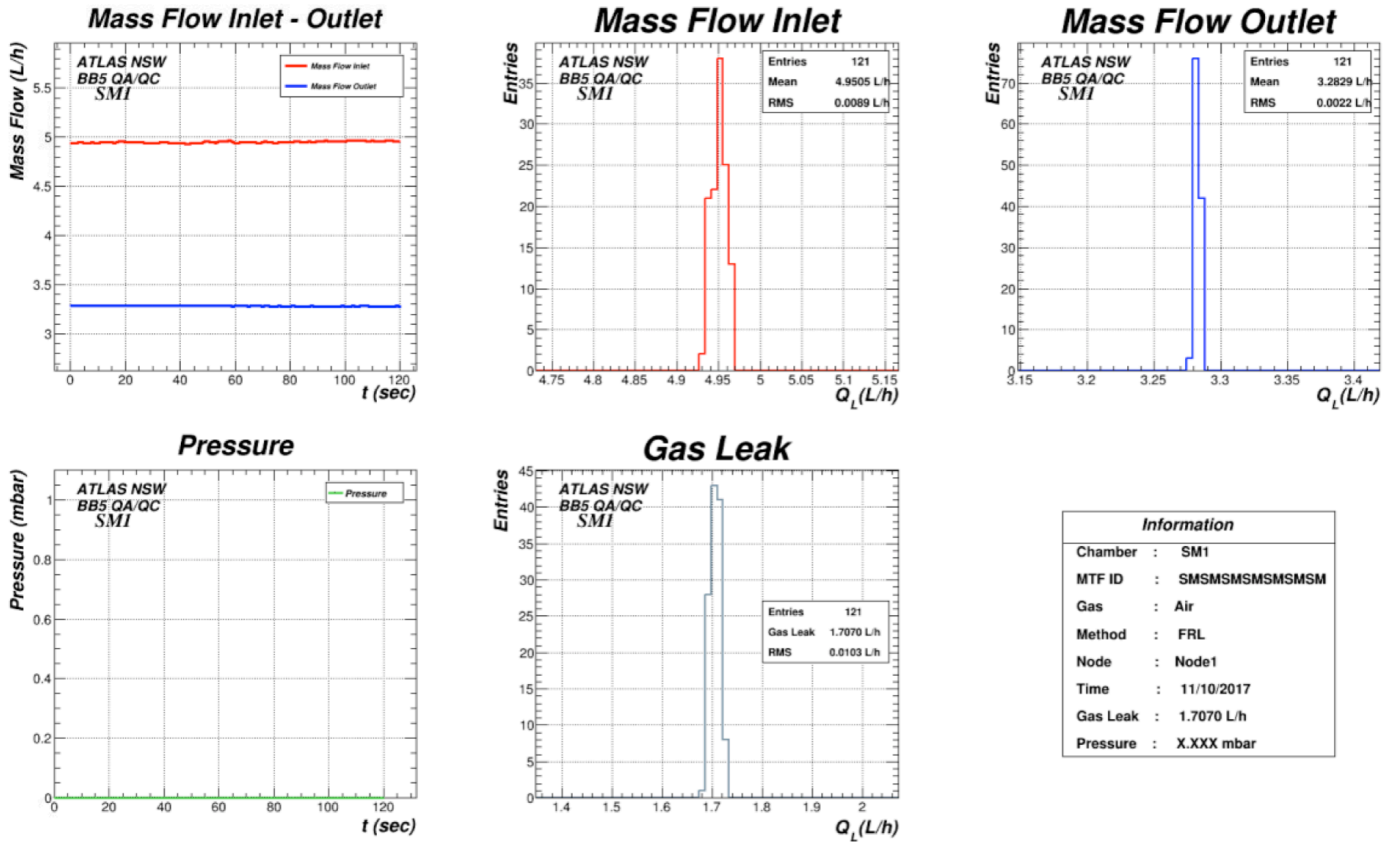 Mass Flow Inlet - Outlet
Mass Flow (L/h)
ATLAS NSW
BB5 QA/QC
SM1
Mass Flow Inlet
Mass Flow Outlet
5.5
5
4.5
4
3.5
3
0 20 40 60 80 100 120
t (sec)
Mass Flow Inlet
Entries
ATLAS NSW
BB5 QA/QC
SM1
Entries 121
Mean 4.9505 L/h
RMS 0.0089 L/h
35
30
25
20
15
10
5
0
4.75 4.8 4.85 4.9 4.95 5 5.05 5.1 5.15
Q_L(L/h)
Mass Flow Outlet
Entries
ATLAS NSW
BB5 QA/QC
SM1
Entries 121
Mean 3.2829 L/h
RMS 0.0022 L/h
70
60
50
40
30
20
10
0
3.15 3.2 3.25 3.3 3.35 3.4
Q_L(L/h)
Pressure
Pressure (mbar)
ATLAS NSW
BB5 QA/QC
SM1
Pressure
1
0.8
0.6
0.4
0.2
0
0 20 40 60 80 100 120
t (sec)
Gas Leak
Entries
ATLAS NSW
BB5 QA/QC
SM1
Entries 121
Gas Leak 1.7070 L/h
RMS 0.0103 L/h
45
40
35
30
25
20
15
10
5
0
1.4 1.5 1.6 1.7 1.8 1.9 2
Q_L(L/h)
Information
Chamber : SM1
MTF ID : SMSMSMSMSMSMSM
Gas : Air
Method : FRL
Node : Node1
Time : 11/10/2017
Gas Leak : 1.7070 L/h
Pressure : X.XXX mbar